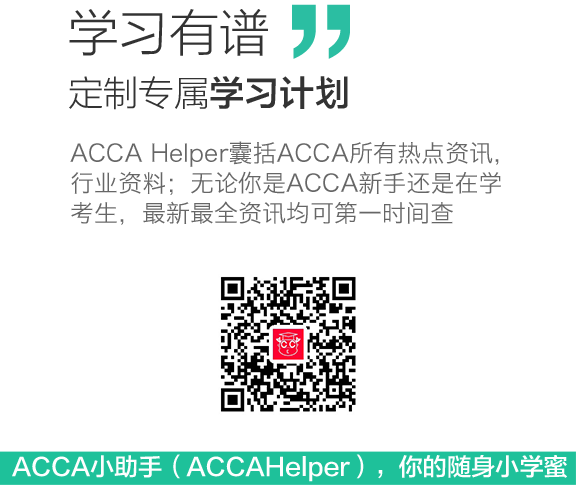 学习有谱
定制专属学习计划
ACCA Helper囊括ACCA所有热点资讯,
行业资料；无论你是ACCA新手还是在学
考生，最新最全资讯均可第一时间查
ACC
ACCA小助手（ACCAHelper），你的随身小学蜜